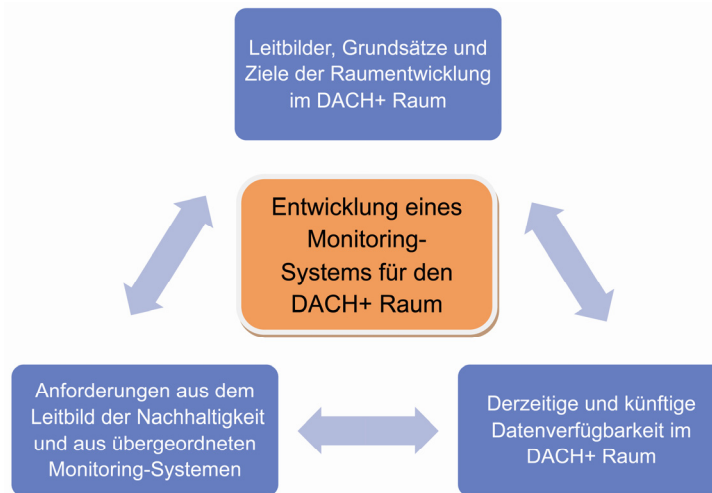 Leitbilder, Grundsätze und
Ziele der Raumentwicklung
im DACH+ Raum
Entwicklung eines
Monitoring-
Systems für den
DACH+ Raum
Anforderungen aus dem
Leitbild der Nachhaltigkeit
und aus übergeordneten
Monitoring-Systemen
Derzeitige und künftige
Datenverfügbarkeit im
DACH+ Raum